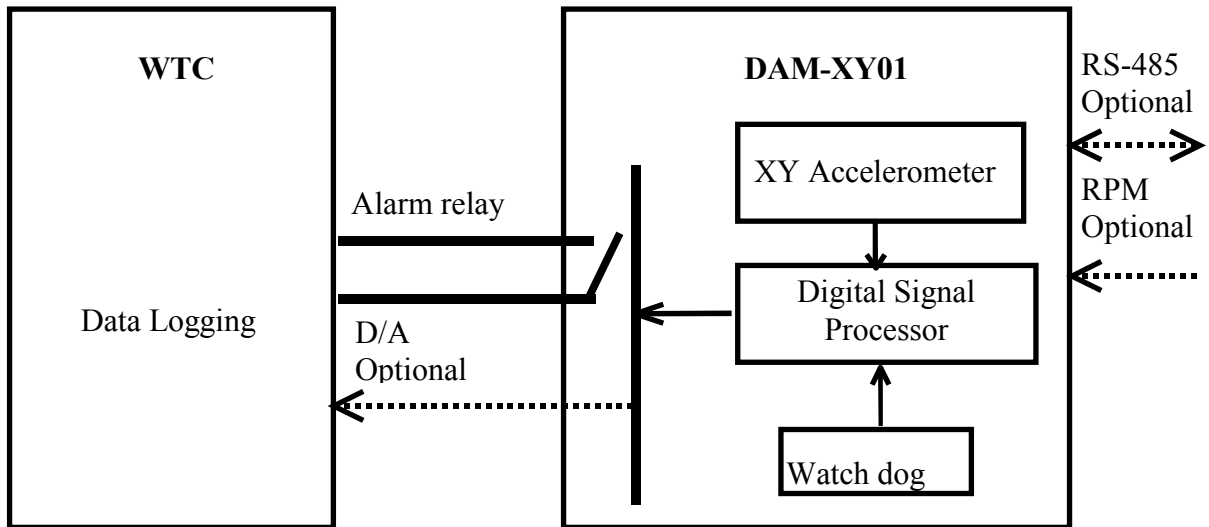 WTC
Data Logging
Alarm relay
D/A
Optional
DAM-XY01
XY Accelerometer
Digital Signal
Processor
Watch dog
RS-485
Optional
RPM
Optional